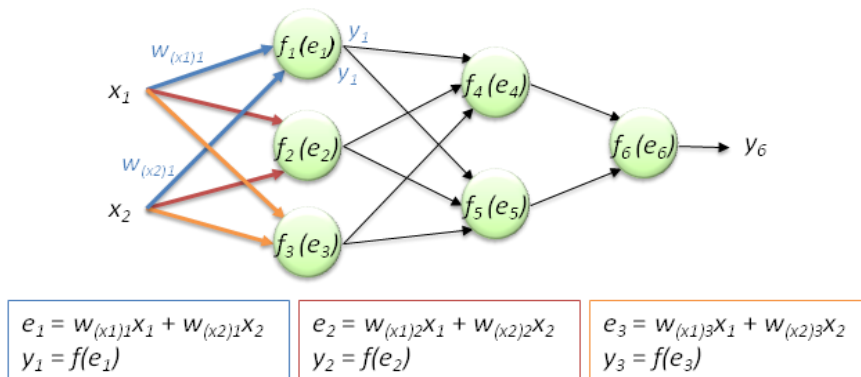 w(x1)1
f1(e1)
y1
y1
x1
f4(e4)
f2(e2)
f6(e6)
y6
w(x2)1
x2
f5(e5)
f3(e3)
e1 = w(x1)1x1 + w(x2)1x2
y1 = f(e1)
e2 = w(x1)2x1 + w(x2)2x2
y2 = f(e2)
e3 = w(x1)3x1 + w(x2)3x2
y3 = f(e3)